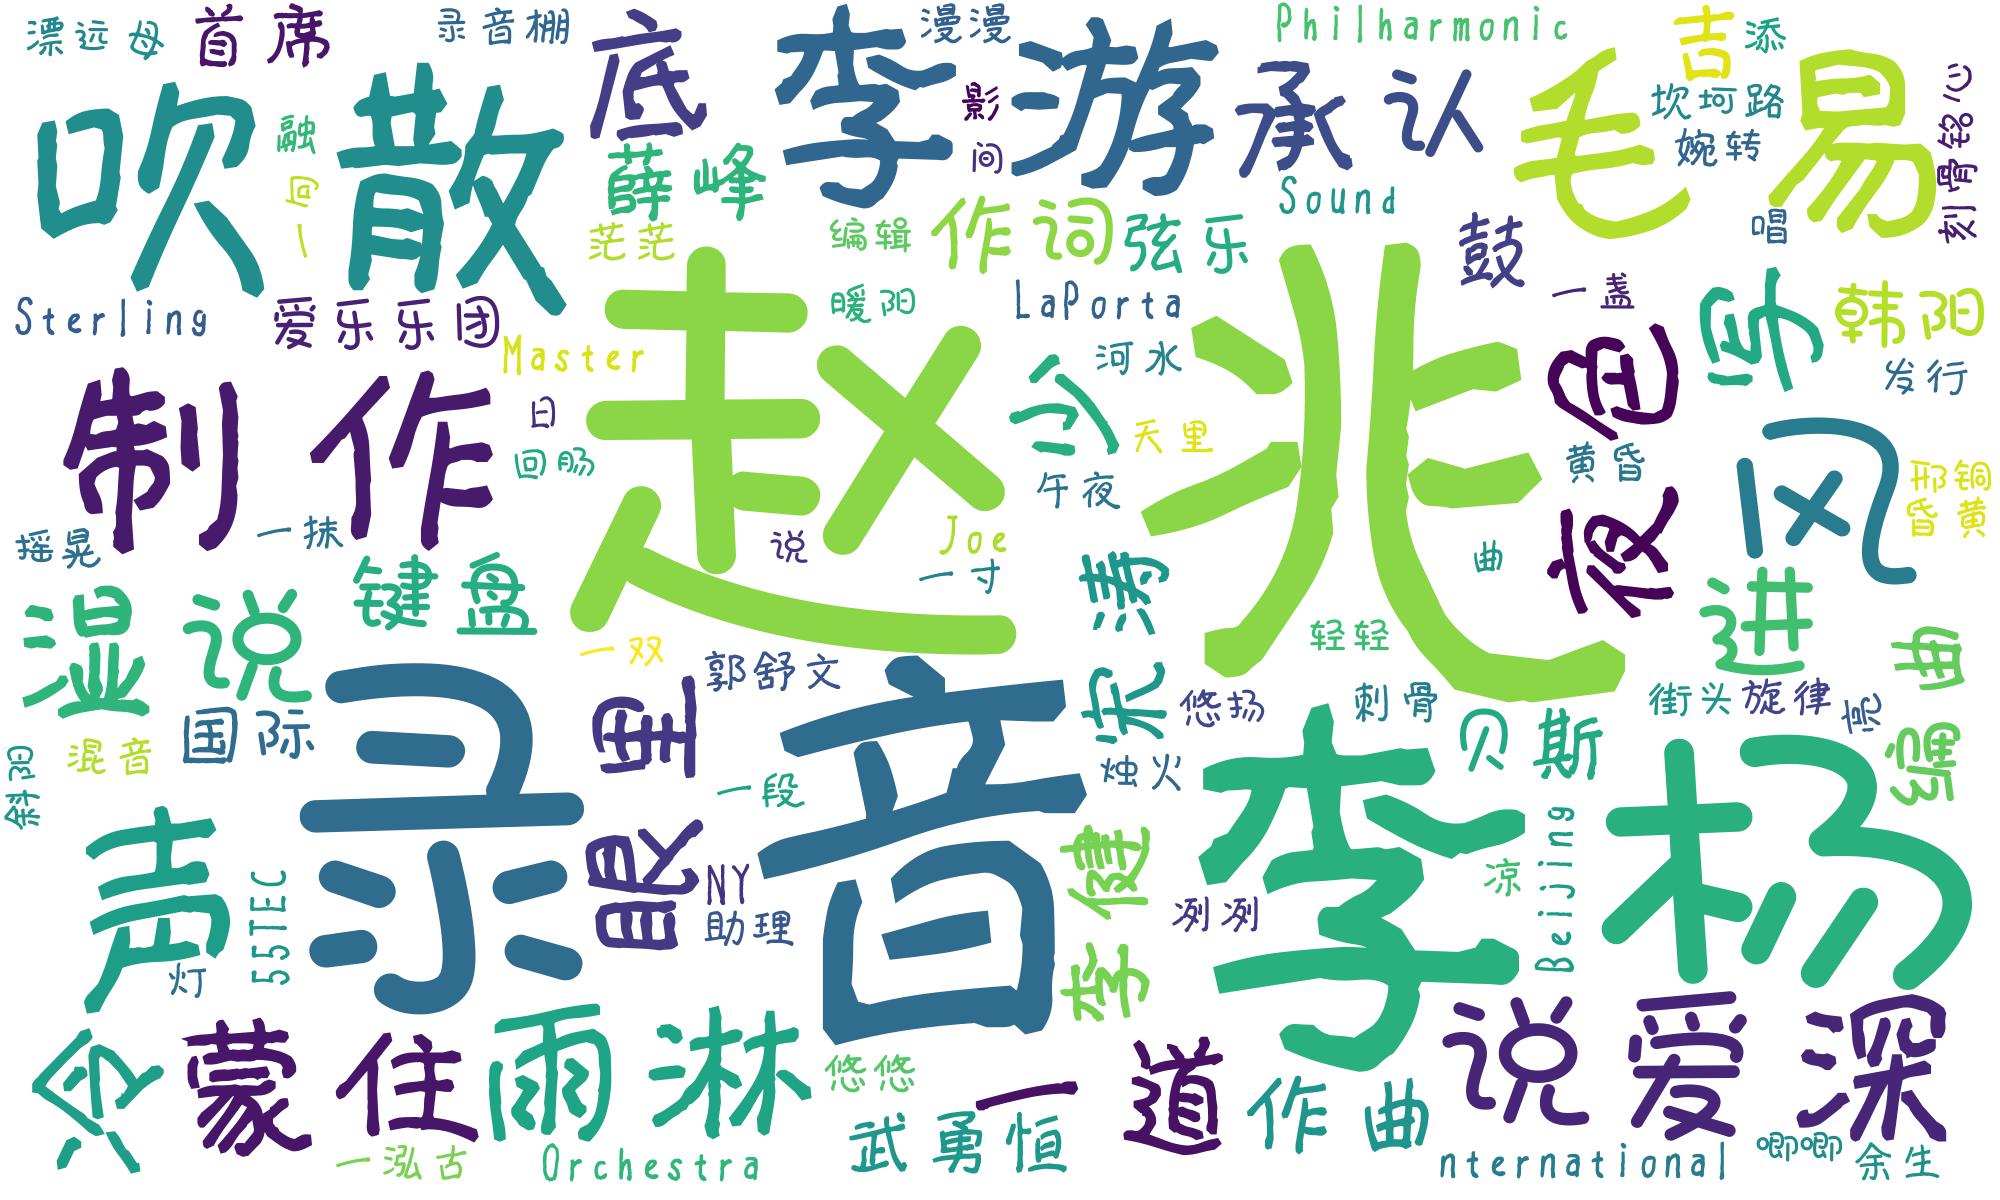 漂远母
首席
录音棚
底
李游
漫漫
Philharmonic
吉
添
毛易
坎坷路
婉转
刻骨铭心
吹散
融
向一
薛峰
茫茫
影
间
承认
Sound
唱
编辑
作词
弦乐
鼓
一盏
Sterling
爱乐乐团
Master
暖阳
LaPorta
河水
韩阳
发行
赵兆
制作
日
回肠
少
天里
午夜
夜色
黄昏
风
邢铜
昏黄
摇晃
一抹
说
Joe
一寸
曲
键盘
宋涛
湿
说
一双
郭舒文
轻轻
进
国际
混音
斜阳
录音
眼里
一段
悠扬
刺骨
街头
旋律
亮
烛火
贝斯
李杨
声
灯
55TEC
NY
助理
李健
冽冽
凉
Beijing
蒙住
雨淋
悠悠
一道
作曲
说爱深
一泓古
Orchestra
武勇恒
nternational
唧唧
余生